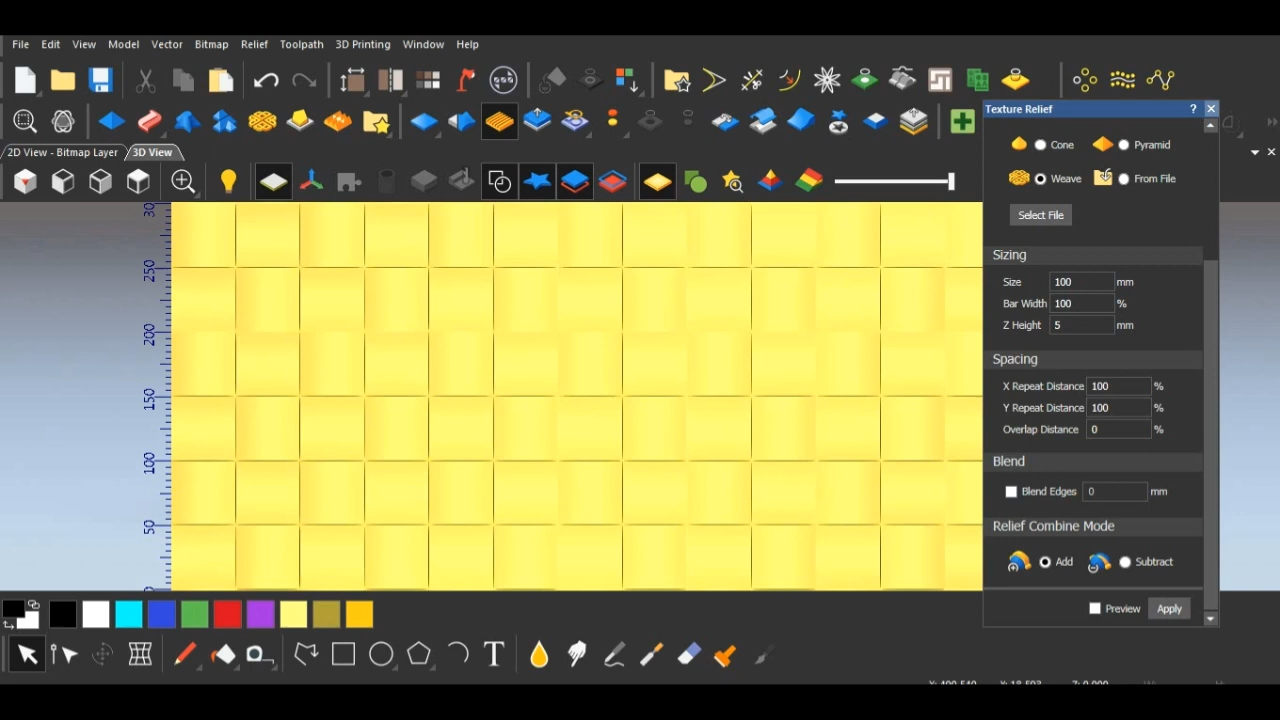 File Edit View Model Vector Bitmap Relief Toolpath 3D Printing Window Help
Texture Relief ?
2D View - Bitmap Layer 3D View
Cone Pyramid
Weave From File
Select File
Sizing
Size 100 mm
Bar Width 100 %
Z Height 5 mm
Spacing
X Repeat Distance 100 %
Y Repeat Distance 100 %
Overlap Distance 0 %
Blend
Blend Edges 0 mm
Relief Combine Mode
Add Subtract
Preview Apply
30
250
200
150
100
50
T